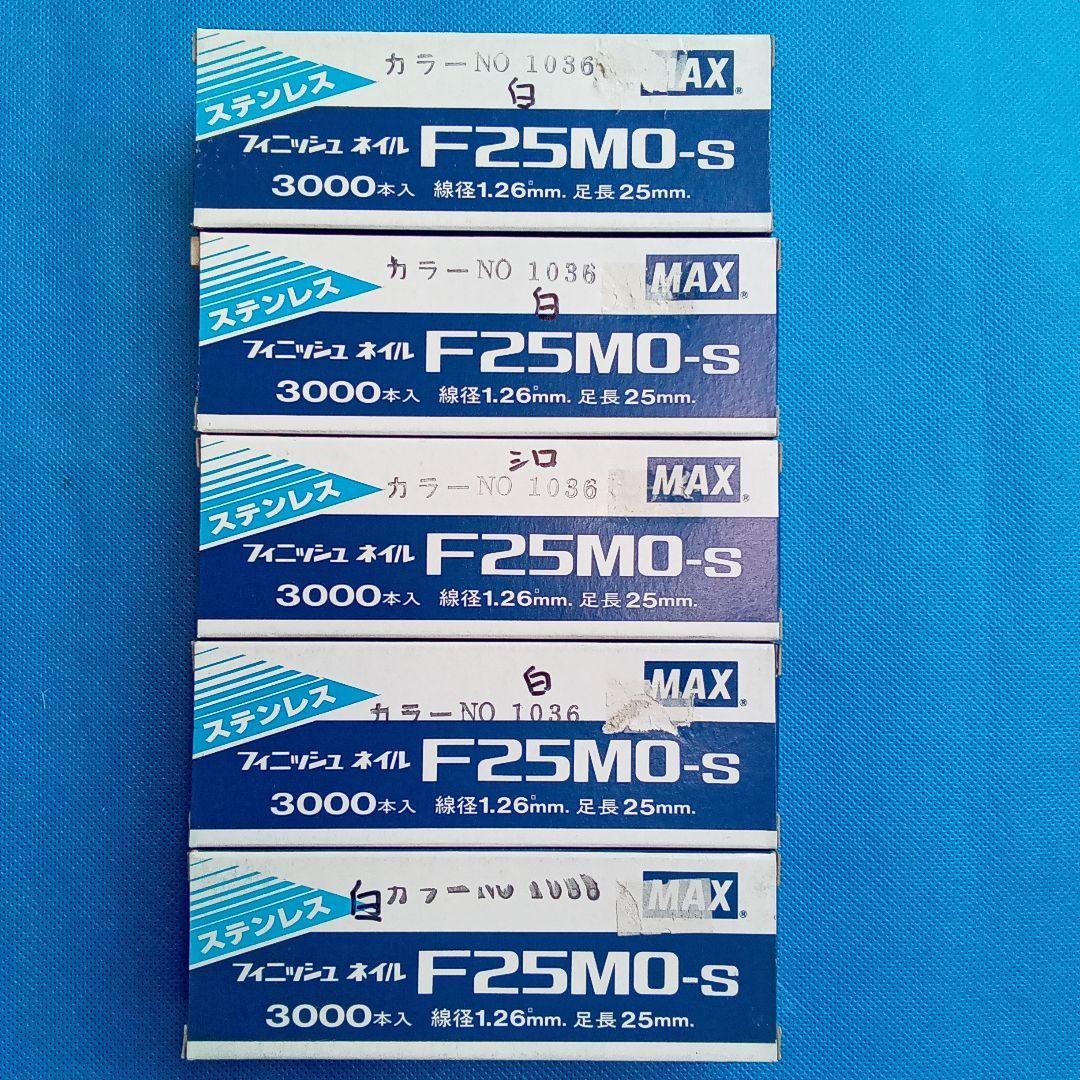 カラーNO 1036 MAX®
白
ステンレス
フィニッシュ ネイル F25MO-S
3000本入 線径1.26mm. 足長25mm.
カラーNO 1036 MAX®
白
ステンレス
フィニッシュ ネイル F25MO-S
3000本入 線径1.26mm. 足長25mm.
シロ
カラーNO 1036 MAX®
ステンレス
フィニッシュ ネイル F25MO-S
3000本入 線径1.26mm. 足長25mm.
白 MAX®
カラーNO 1036
ステンレス
フィニッシュ ネイル F25MO-S
3000本入 線径1.26mm. 足長25mm.
白カラーNO MAX®
ステンレス
フィニッシュ ネイル F25MO-S
3000本入 線径1.26mm. 足長25mm.